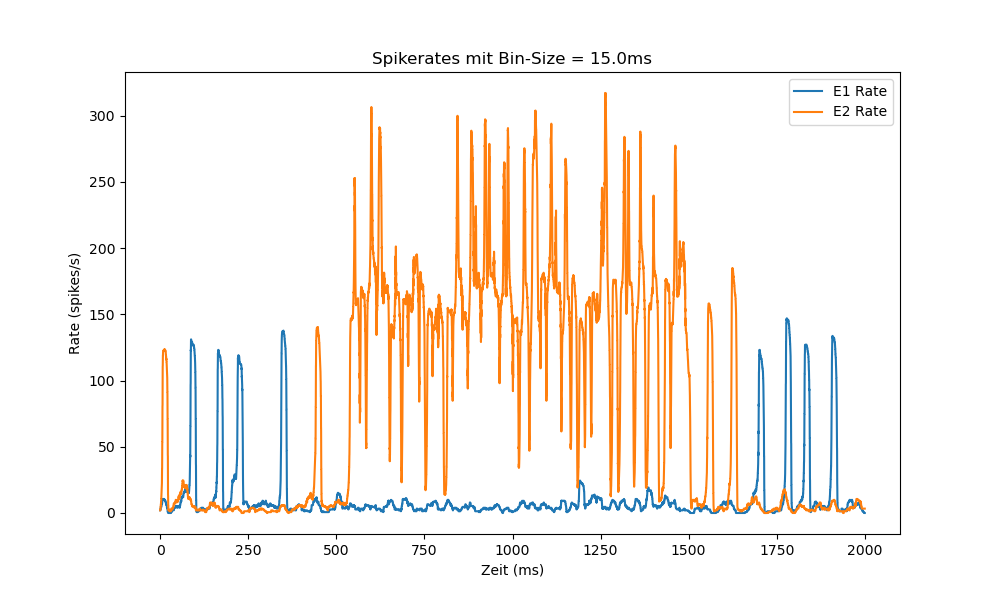 Spikerates mit Bin-Size = 15.0ms
E1 Rate
E2 Rate
300
250
200
150
100
50
0
Rate (spikes/s)
0 250 500 750 1000 1250 1500 1750 2000
Zeit (ms)